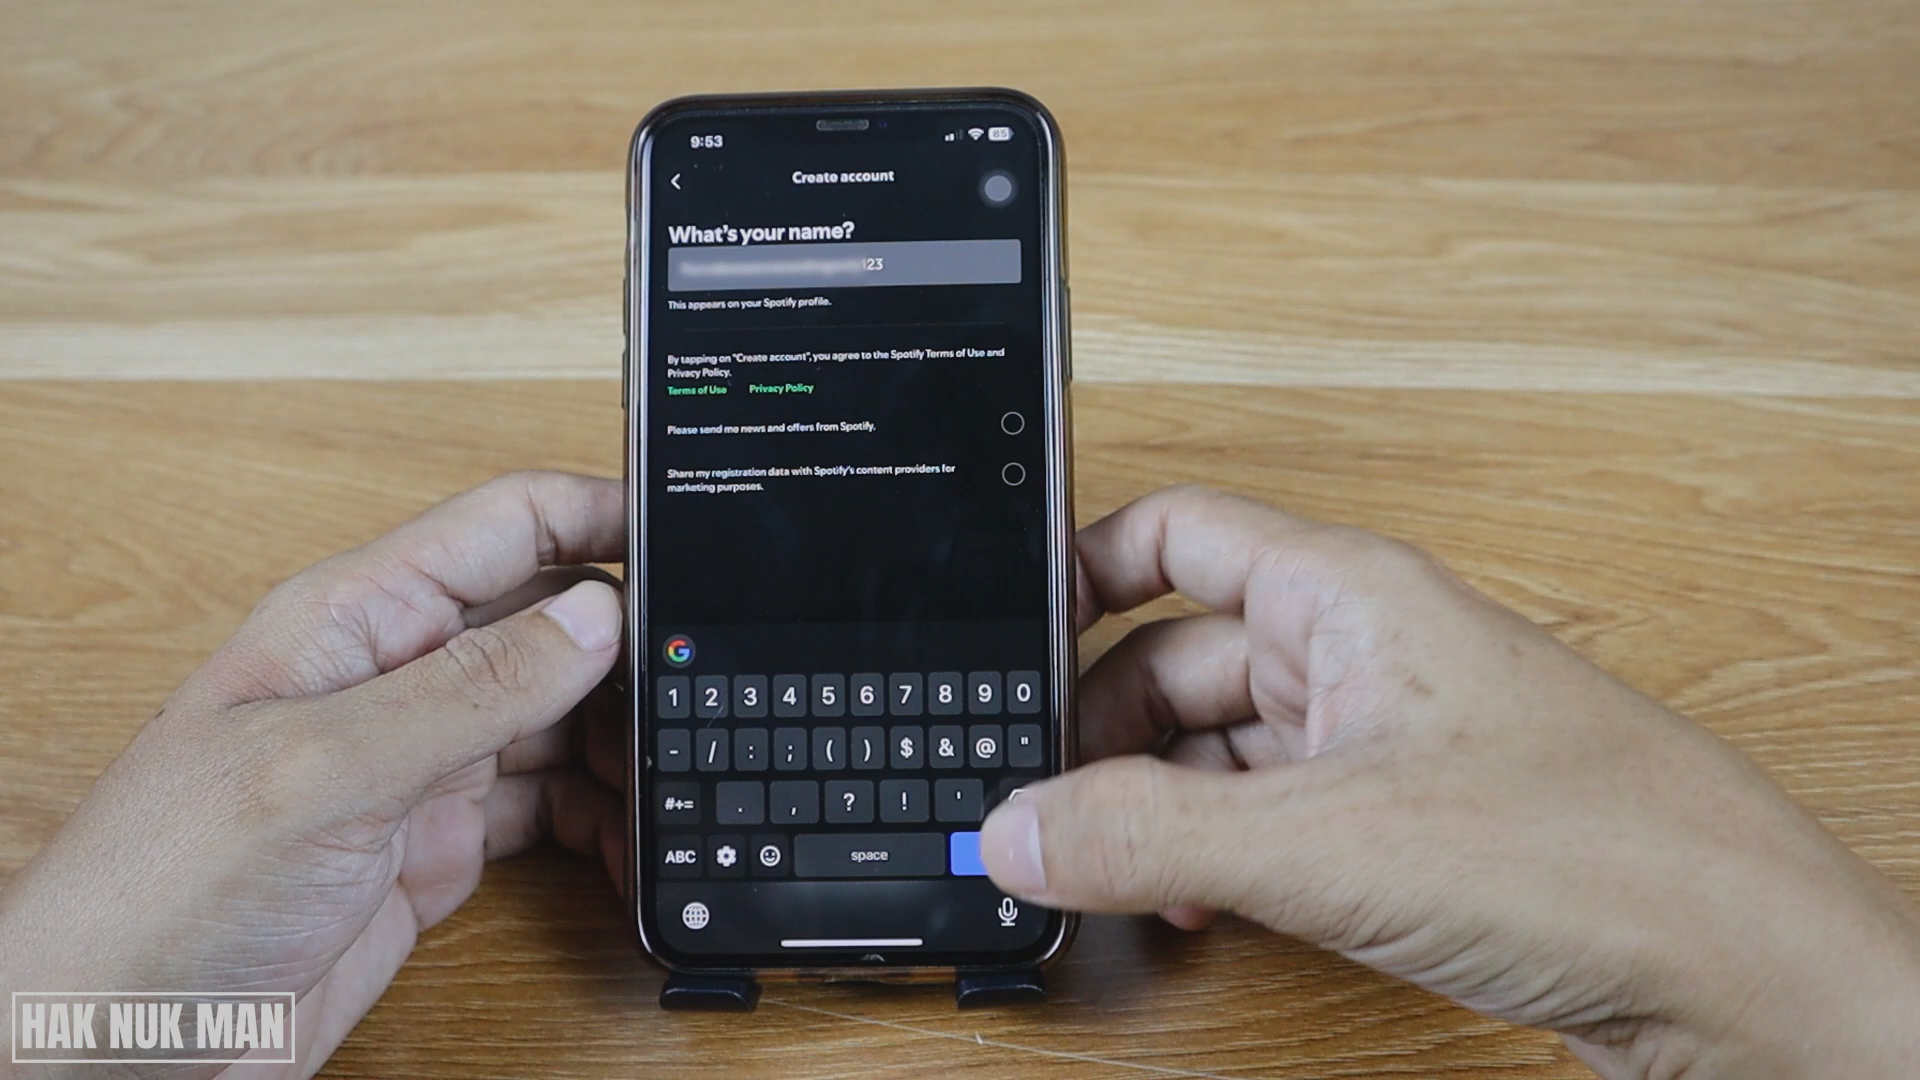 9:53
85
Create account
What's your name?
123
This appears on your Spotify profile.
By tapping on "Create account", you agree to the Spotify Terms of Use and
Privacy Policy.
Terms of Use Privacy Policy
Please send me news and offers from Spotify.
Share my registration data with Spotify's content providers for
marketing purposes.
G
1 2 3 4 5 6 7 8 9 0
- / : ; ( ) $ & @ "
#+= . , ? ! '
ABC space
HAK NUK MAN